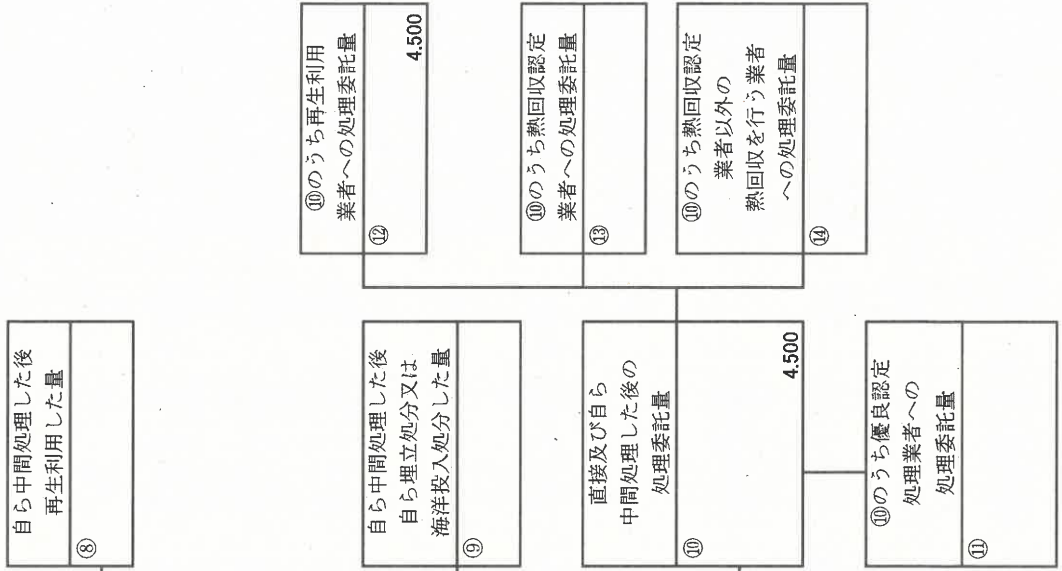 自ら中間処理した後
再生利用した量
⑧
自ら中間処理した後
自ら埋立処分又は
海洋投入処分した量
⑨
直接及び自ら
中間処理した後の
処理委託量
⑩
4.500
⑩のうち優良認定
処理業者への
処理委託量
⑪
⑩のうち再生利用
業者への処理委託量
⑫
4.500
⑩のうち熱回収認定
業者への処理委託量
⑬
⑩のうち熱回収認定
業者以外の
熱回収を行う業者
への処理委託量
⑭